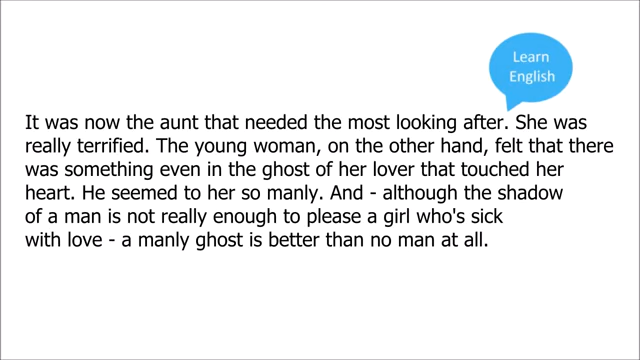 Learn
English
It was now the aunt that needed the most looking after. She was
really terrified. The young woman, on the other hand, felt that there
was something even in the ghost of her lover that touched her
heart. He seemed to her so manly. And - although the shadow
of a man is not really enough to please a girl who's sick
with love - a manly ghost is better than no man at all.